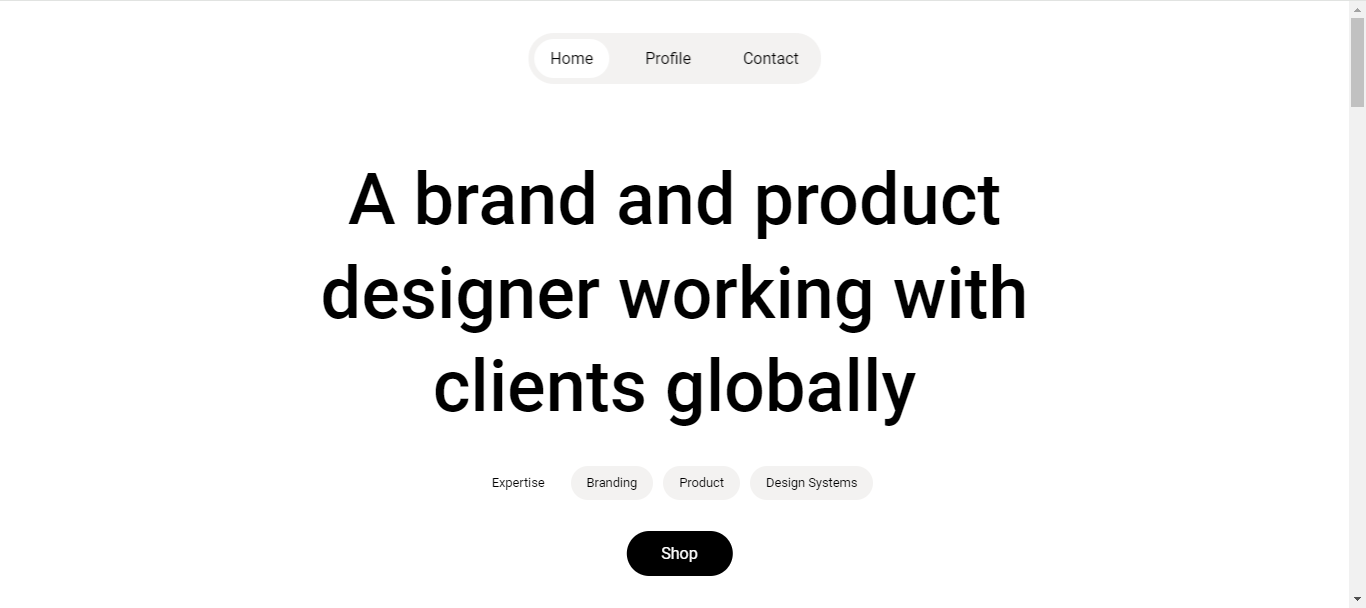 Home Profile Contact
A brand and product
designer working with
clients globally
Expertise Branding Product Design Systems
Shop